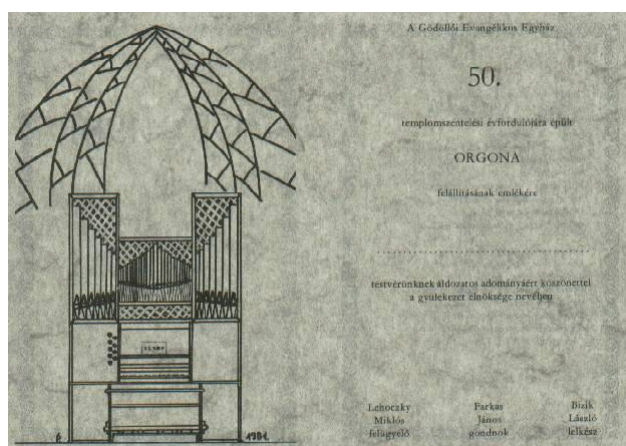 A Gödöllői Evangélikus Egyház
50.
templomszentelési évfordulójára épült
ORGONA
felállításának emlékére
testvérünknek áldozatos adományáért köszönettel
a gyülekezet elnöksége nevében
Lehoczky
Miklós
felügyelő
Farkas
János
gondnok
Bizik
László
lelkész
1981.